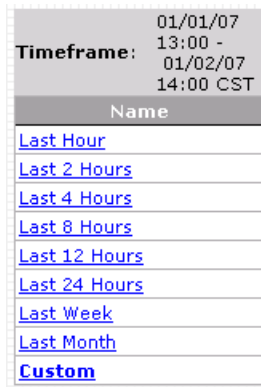 Timeframe:
01/01/07
13:00 -
01/02/07
14:00 CST
Name
Last Hour
Last 2 Hours
Last 4 Hours
Last 8 Hours
Last 12 Hours
Last 24 Hours
Last Week
Last Month
Custom